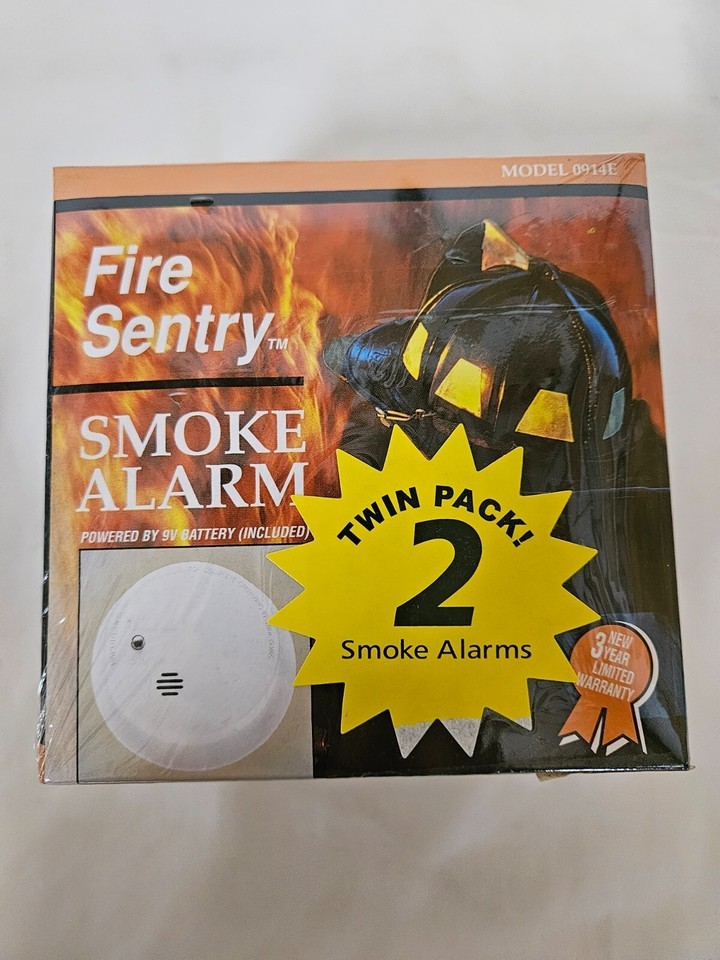 MODEL 0914E
Fire
Sentry™
SMOKE
ALARM
POWERED BY 9V BATTERY (INCLUDED)
TWIN PACK!
2
Smoke Alarms
NEW
3 YEAR
LIMITED
WARRANTY